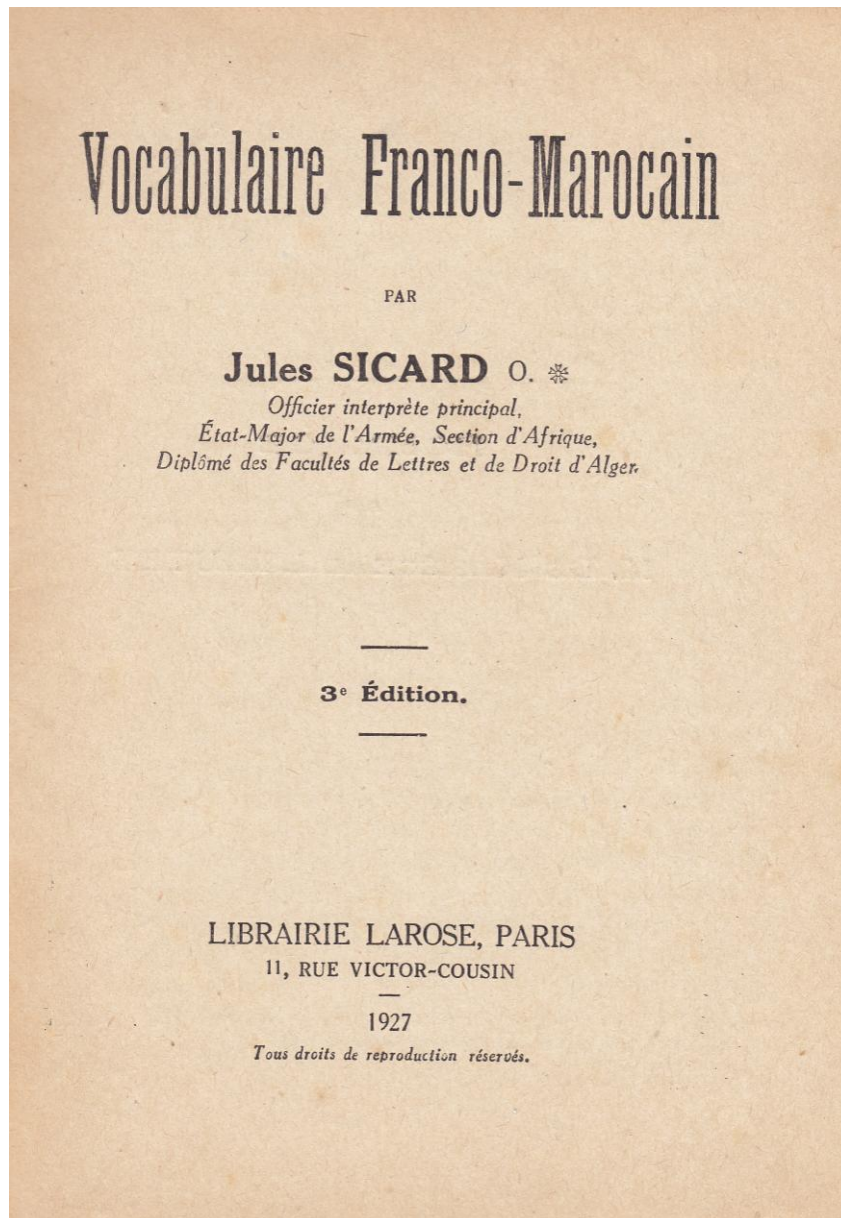 Vocabulaire Franco-Marocain
PAR
Jules SICARD O. ❉
Officier interprète principal,
État-Major de l'Armée, Section d'Afrique,
Diplômé des Facultés de Lettres et de Droit d'Alger.
3e Édition.
LIBRAIRIE LAROSE, PARIS
11, RUE VICTOR-COUSIN
1927
Tous droits de reproduction réservés.